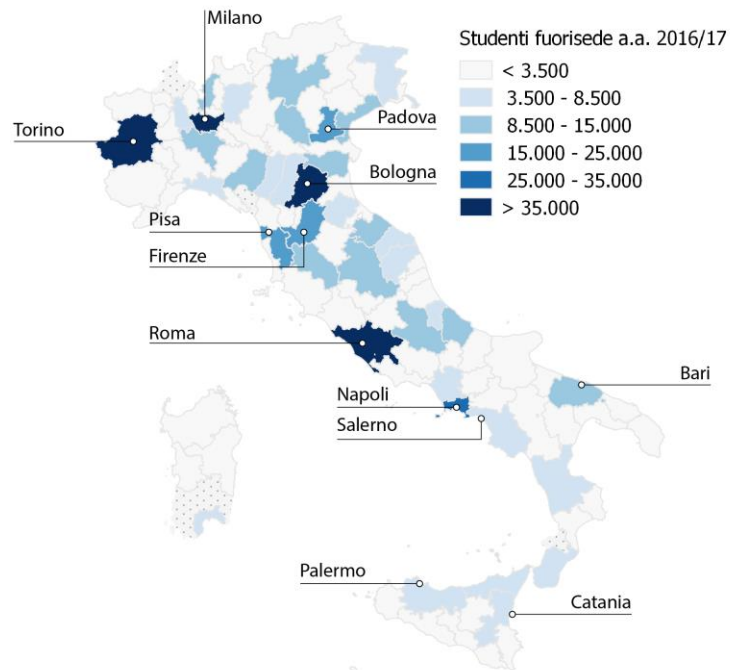 Milano
Studenti fuorisede a.a. 2016/17
< 3.500
3.500 - 8.500
8.500 - 15.000
15.000 - 25.000
25.000 - 35.000
> 35.000
Padova
Torino
Bologna
Pisa
Firenze
Roma
Bari
Napoli
Salerno
Palermo
Catania